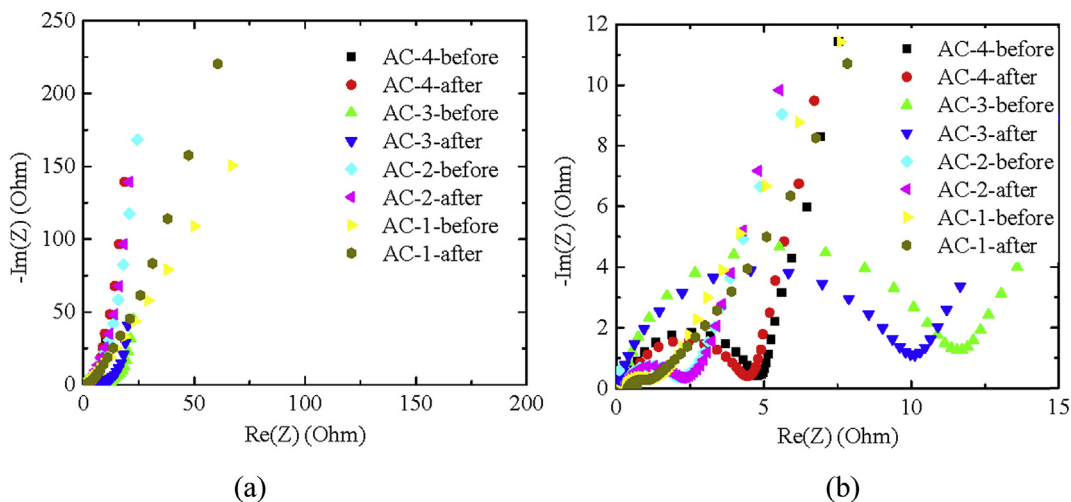 250
200
150
100
50
0
-Im(Z) (Ohm)
AC-4-before
AC-4-after
AC-3-before
AC-3-after
AC-2-before
AC-2-after
AC-1-before
AC-1-after
0 50 100 150 200
Re(Z) (Ohm)
(a)
12
10
8
6
4
2
0
-Im(Z) (Ohm)
AC-4-before
AC-4-after
AC-3-before
AC-3-after
AC-2-before
AC-2-after
AC-1-before
AC-1-after
0 5 10 15
Re(Z) (Ohm)
(b)